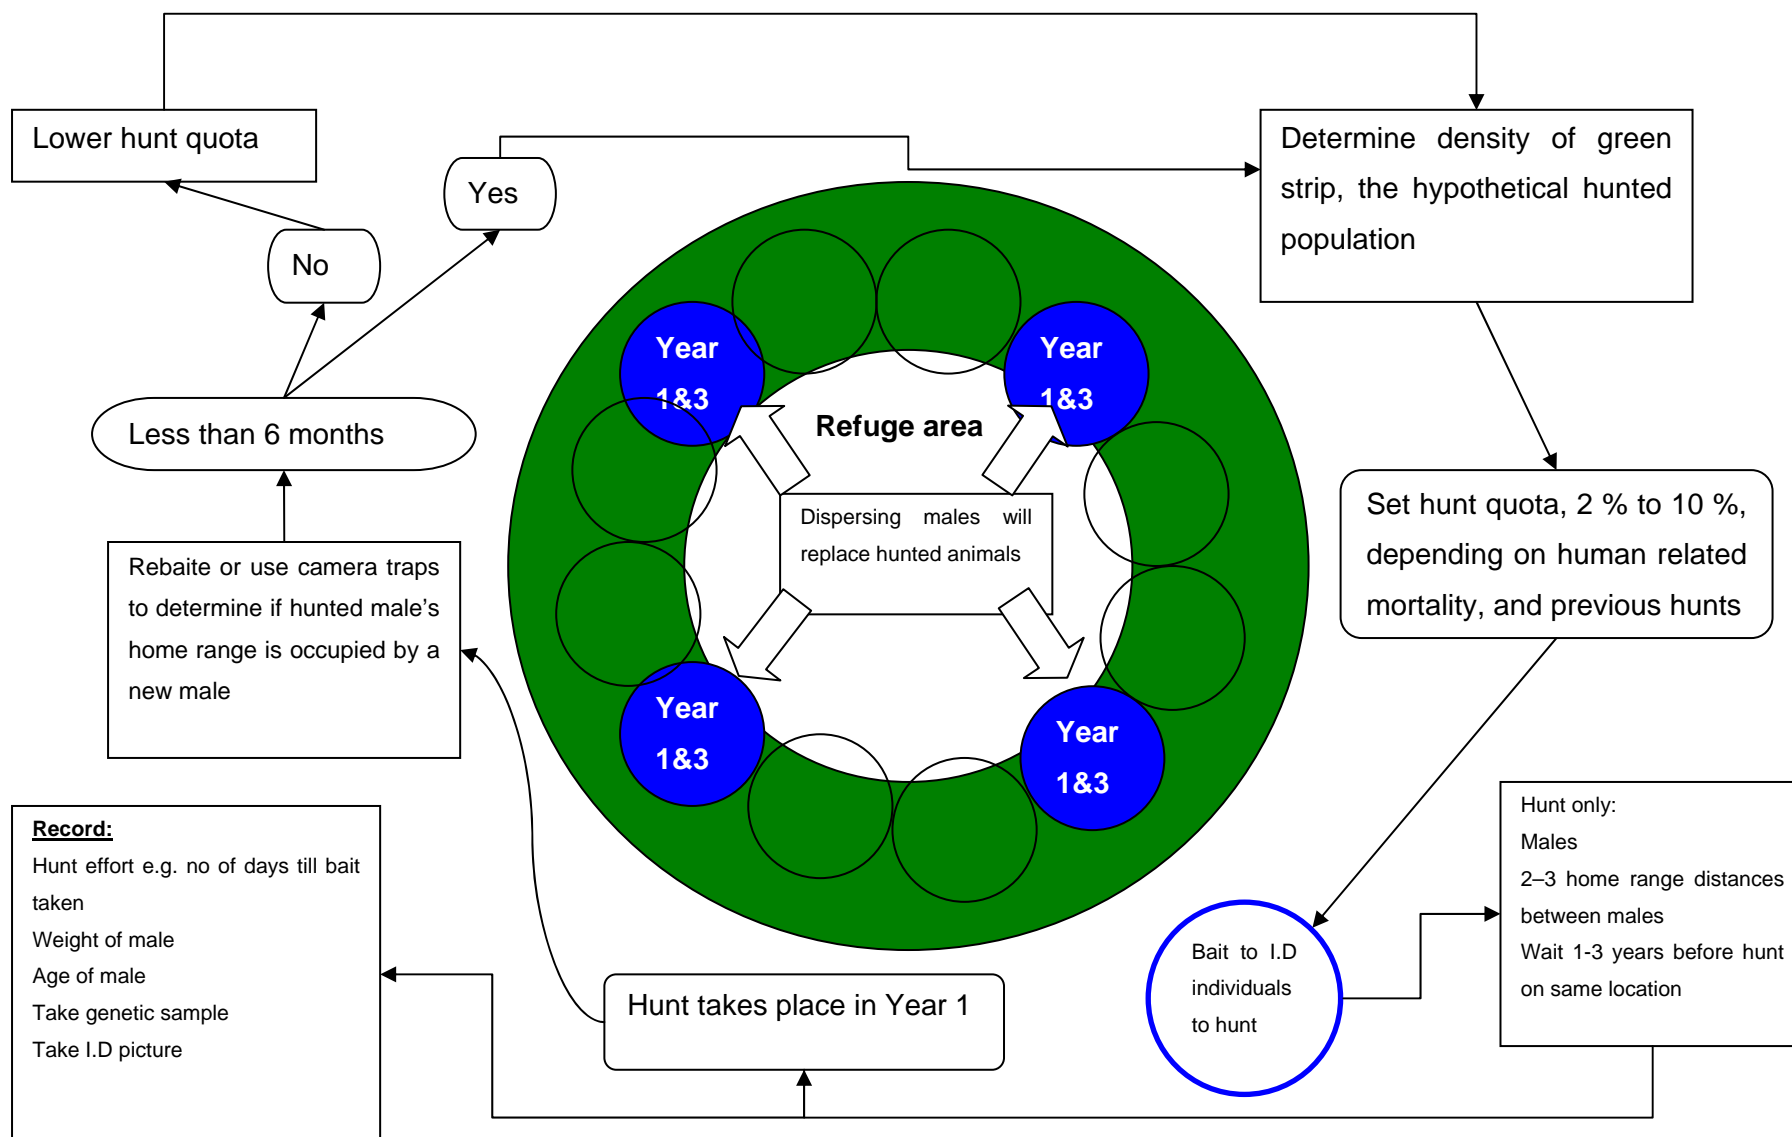 Lower hunt quota
Yes
No
Less than 6 months
Determine density of green
strip, the hypothetical hunted
population
Year
1&3
Year
1&3
Refuge area
Dispersing males will
replace hunted animals
Set hunt quota, 2 % to 10 %,
depending on human related
mortality, and previous hunts
Rebaite or use camera traps
to determine if hunted male’s
home range is occupied by a
new male
Year
1&3
Year
1&3
Record:
Hunt effort e.g. no of days till bait
taken
Weight of male
Age of male
Take genetic sample
Take I.D picture
Hunt takes place in Year 1
Bait to I.D
individuals
to hunt
Hunt only:
Males
2–3 home range distances
between males
Wait 1-3 years before hunt
on same location